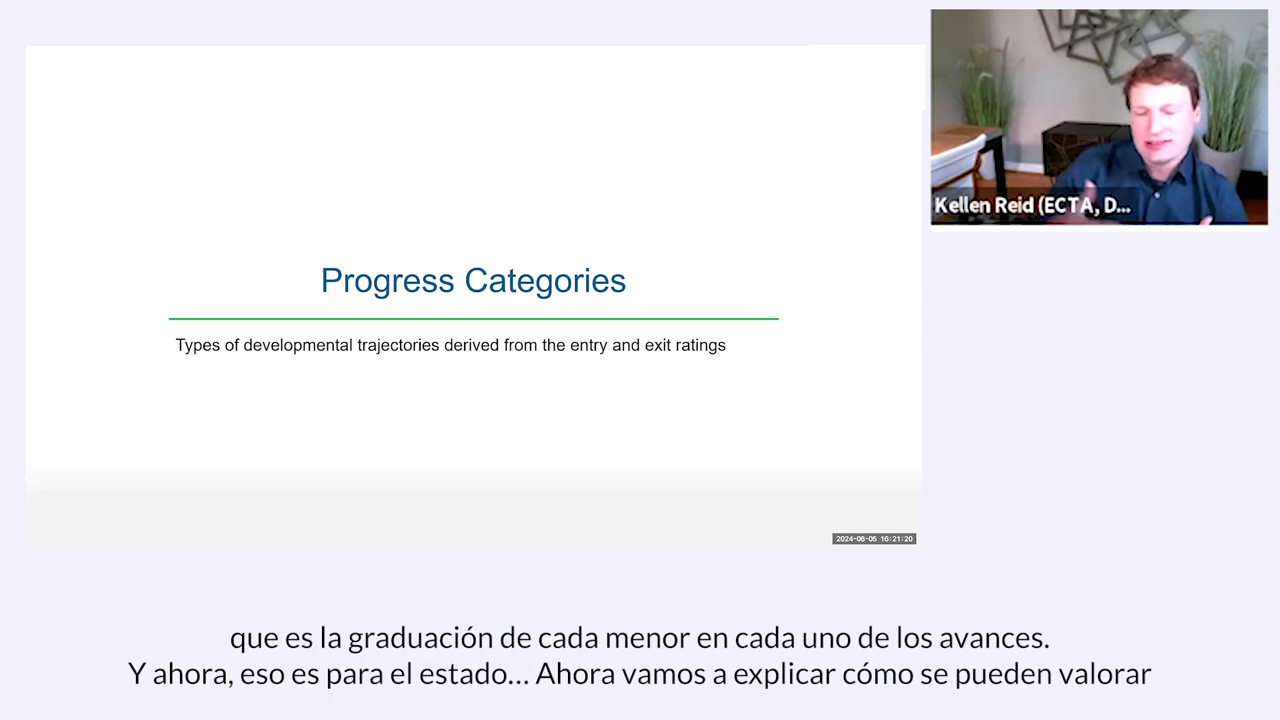 Kellen Reid (ECTA, D...
Progress Categories
Types of developmental trajectories derived from the entry and exit ratings
2024-06-05 16:21:20
que es la graduación de cada menor en cada uno de los avances.
Y ahora, eso es para el estado... Ahora vamos a explicar cómo se pueden valorar